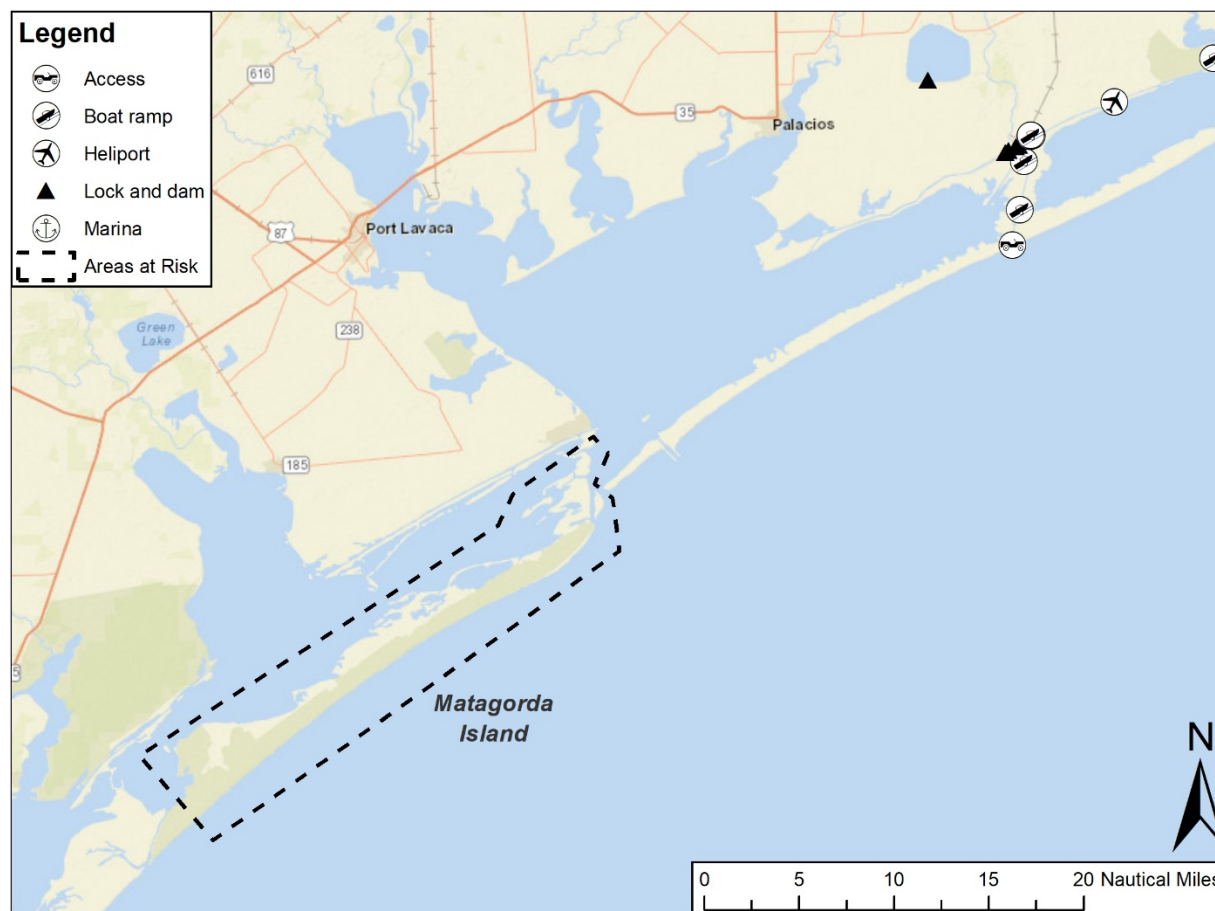 Legend
Access
Boat ramp
Heliport
Lock and dam
Marina
Areas at Risk
616
35
Palacios
Port Lavaca
87
Green
Lake
238
185
5
Matagorda
Island
N
0 5 10 15 20 Nautical Miles